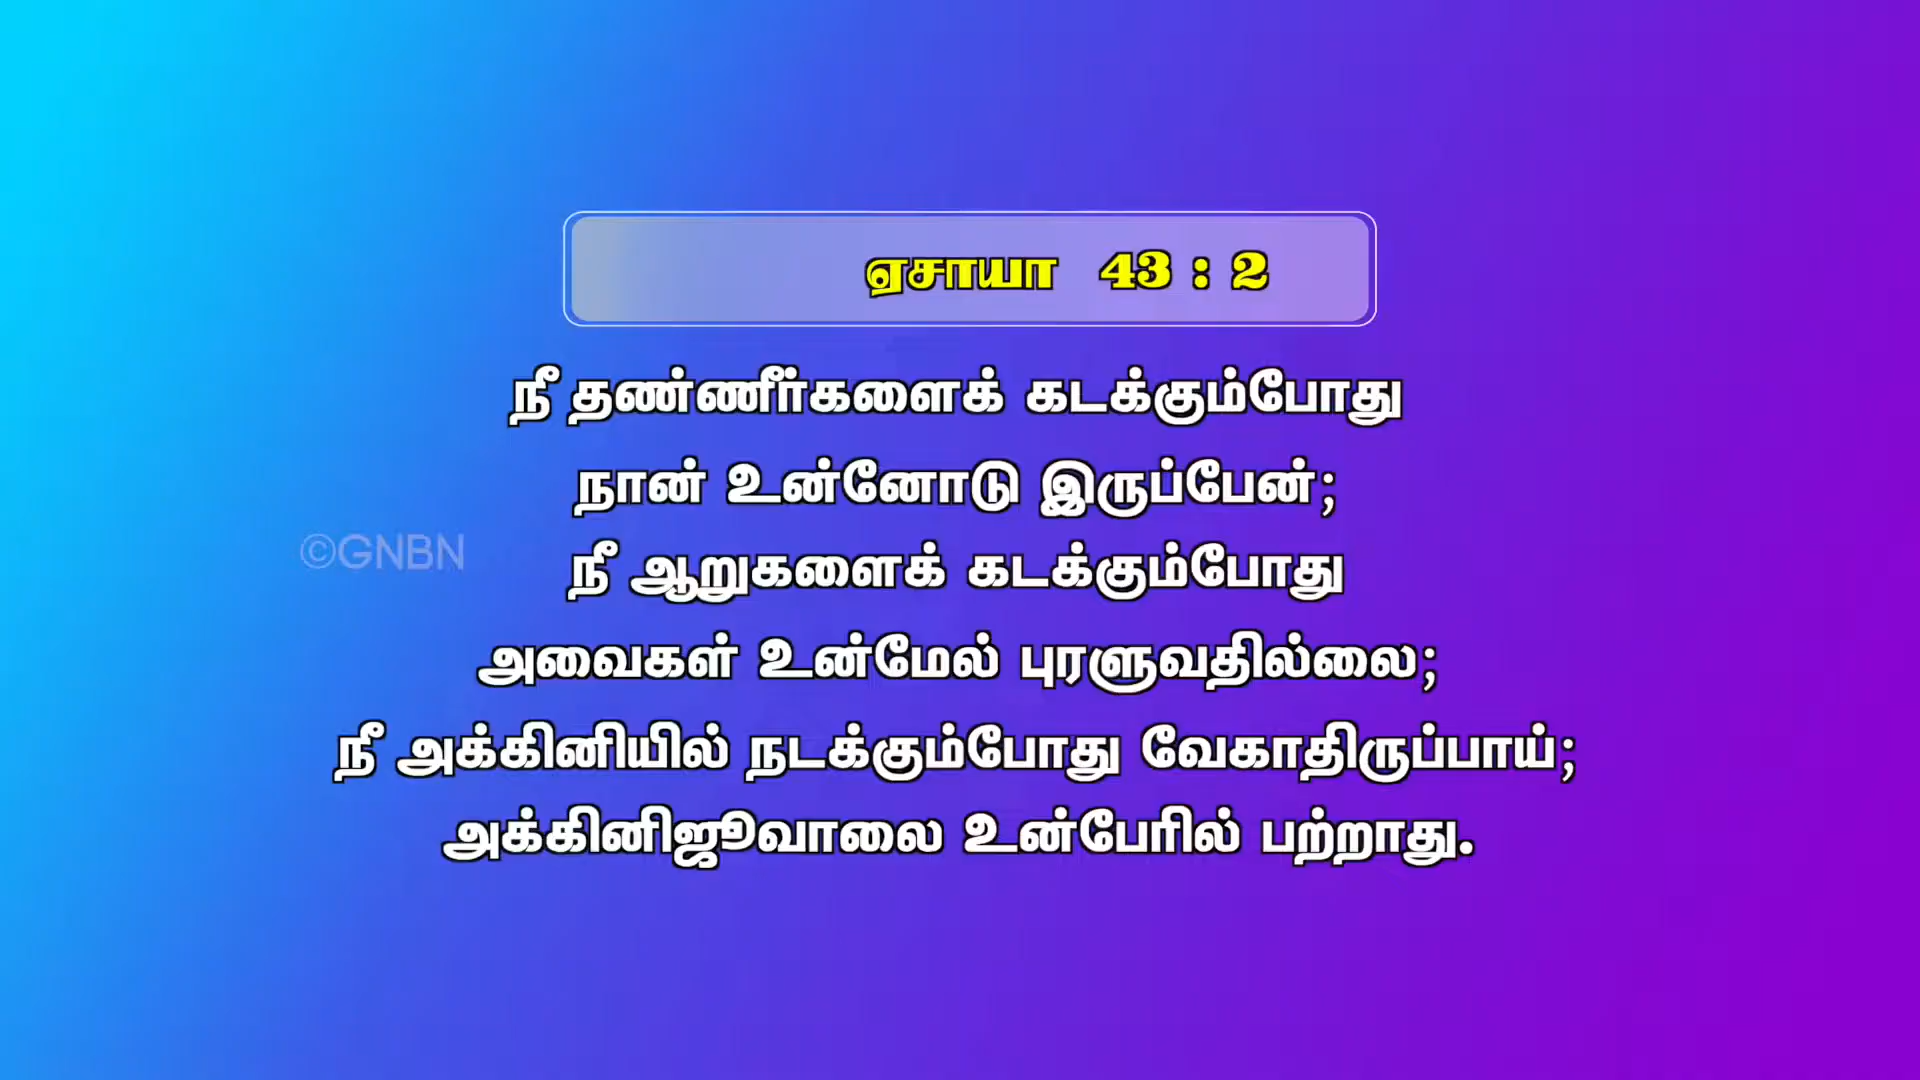 ஏசாயா 43 : 2
நீ தண்ணீர்களைக் கடக்கும்போது
நான் உன்னோடு இருப்பேன்;
©GNBN
நீ ஆறுகளைக் கடக்கும்போது
அவைகள் உன்மேல் புரளுவதில்லை;
நீ அக்கினியில் நடக்கும்போது வேகாதிருப்பாய்;
அக்கினிஜூவாலை உன்பேரில் பற்றாது.